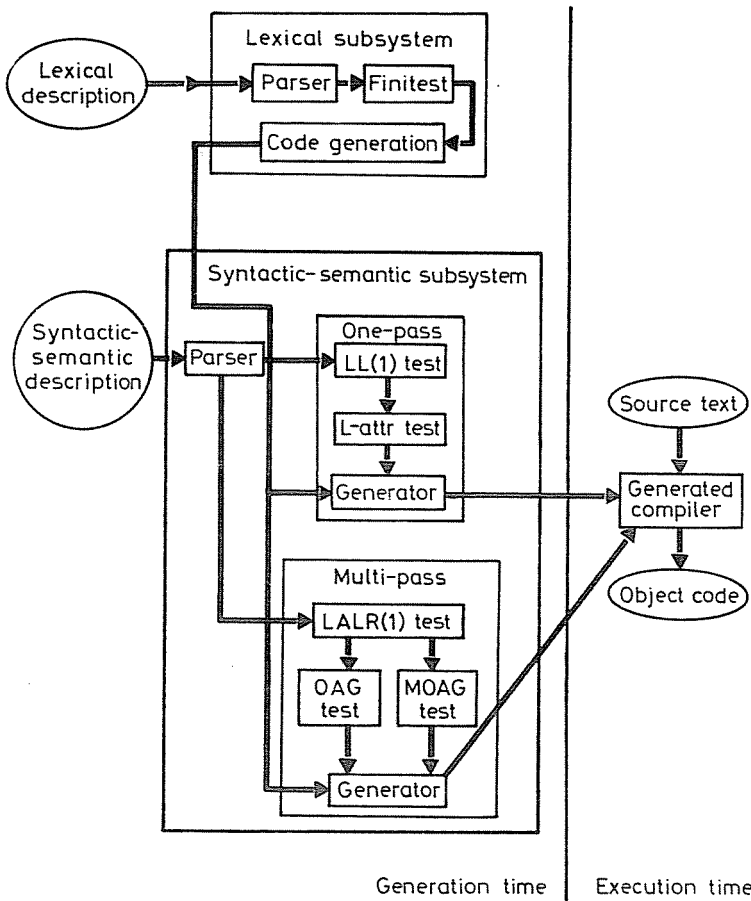 Lexical subsystem
Lexical
description
Parser
Finitest
Code generation
Syntactic-semantic subsystem
Syntactic-
semantic
description
Parser
One-pass
LL(1) test
L-attr test
Generator
Source text
Generated
compiler
Object code
Multi-pass
LALR(1) test
OAG
test
MOAG
test
Generator
Generation time
Execution time